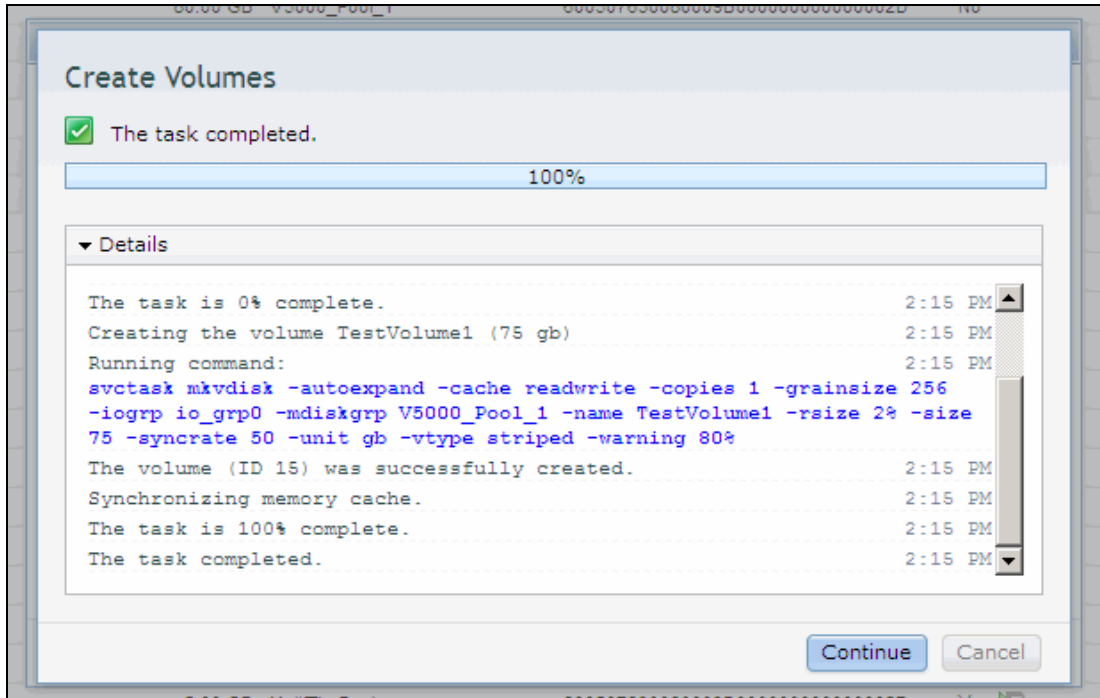 Create Volumes
The task completed.
100%
Details
The task is 0% complete. 2:15 PM
Creating the volume TestVolume1 (75 gb) 2:15 PM
Running command: 2:15 PM
svctask mkvdisk -autoexpand -cache readwrite -copies 1 -grainsize 256
-iogrp io_grp0 -mdiskgrp V5000_Pool_1 -name TestVolume1 -rsize 2% -size
75 -syncrate 50 -unit gb -vtype striped -warning 80%
The volume (ID 15) was successfully created. 2:15 PM
Synchronizing memory cache. 2:15 PM
The task is 100% complete. 2:15 PM
The task completed. 2:15 PM
Continue Cancel